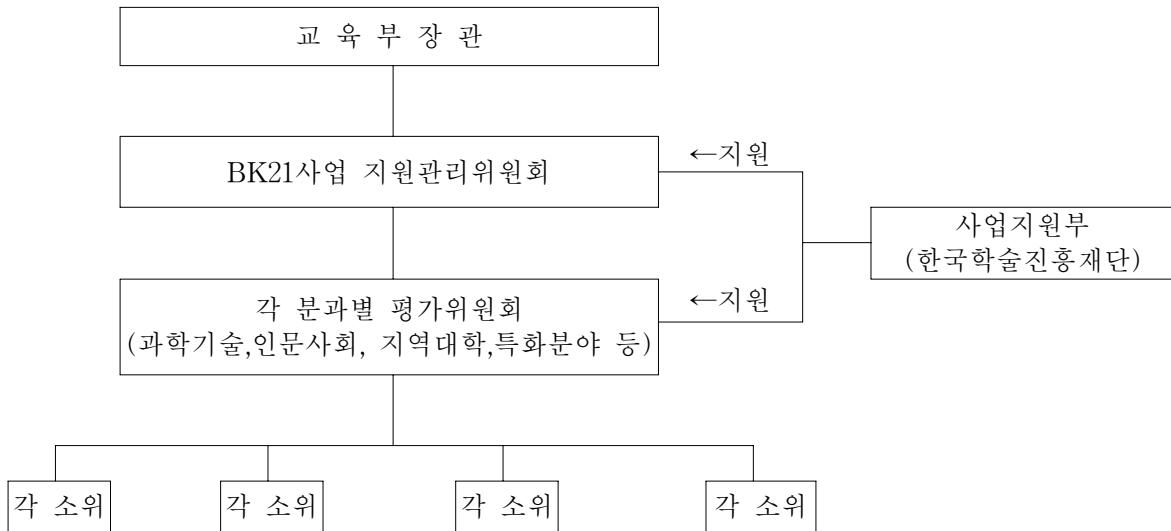 교 육 부 장 관
BK21사업 지원관리위원회
←지원
사업지원부
(한국학술진흥재단)
각 분과별 평가위원회
(과학기술,인문사회, 지역대학,특화분야 등)
←지원
각 소위
각 소위
각 소위
각 소위